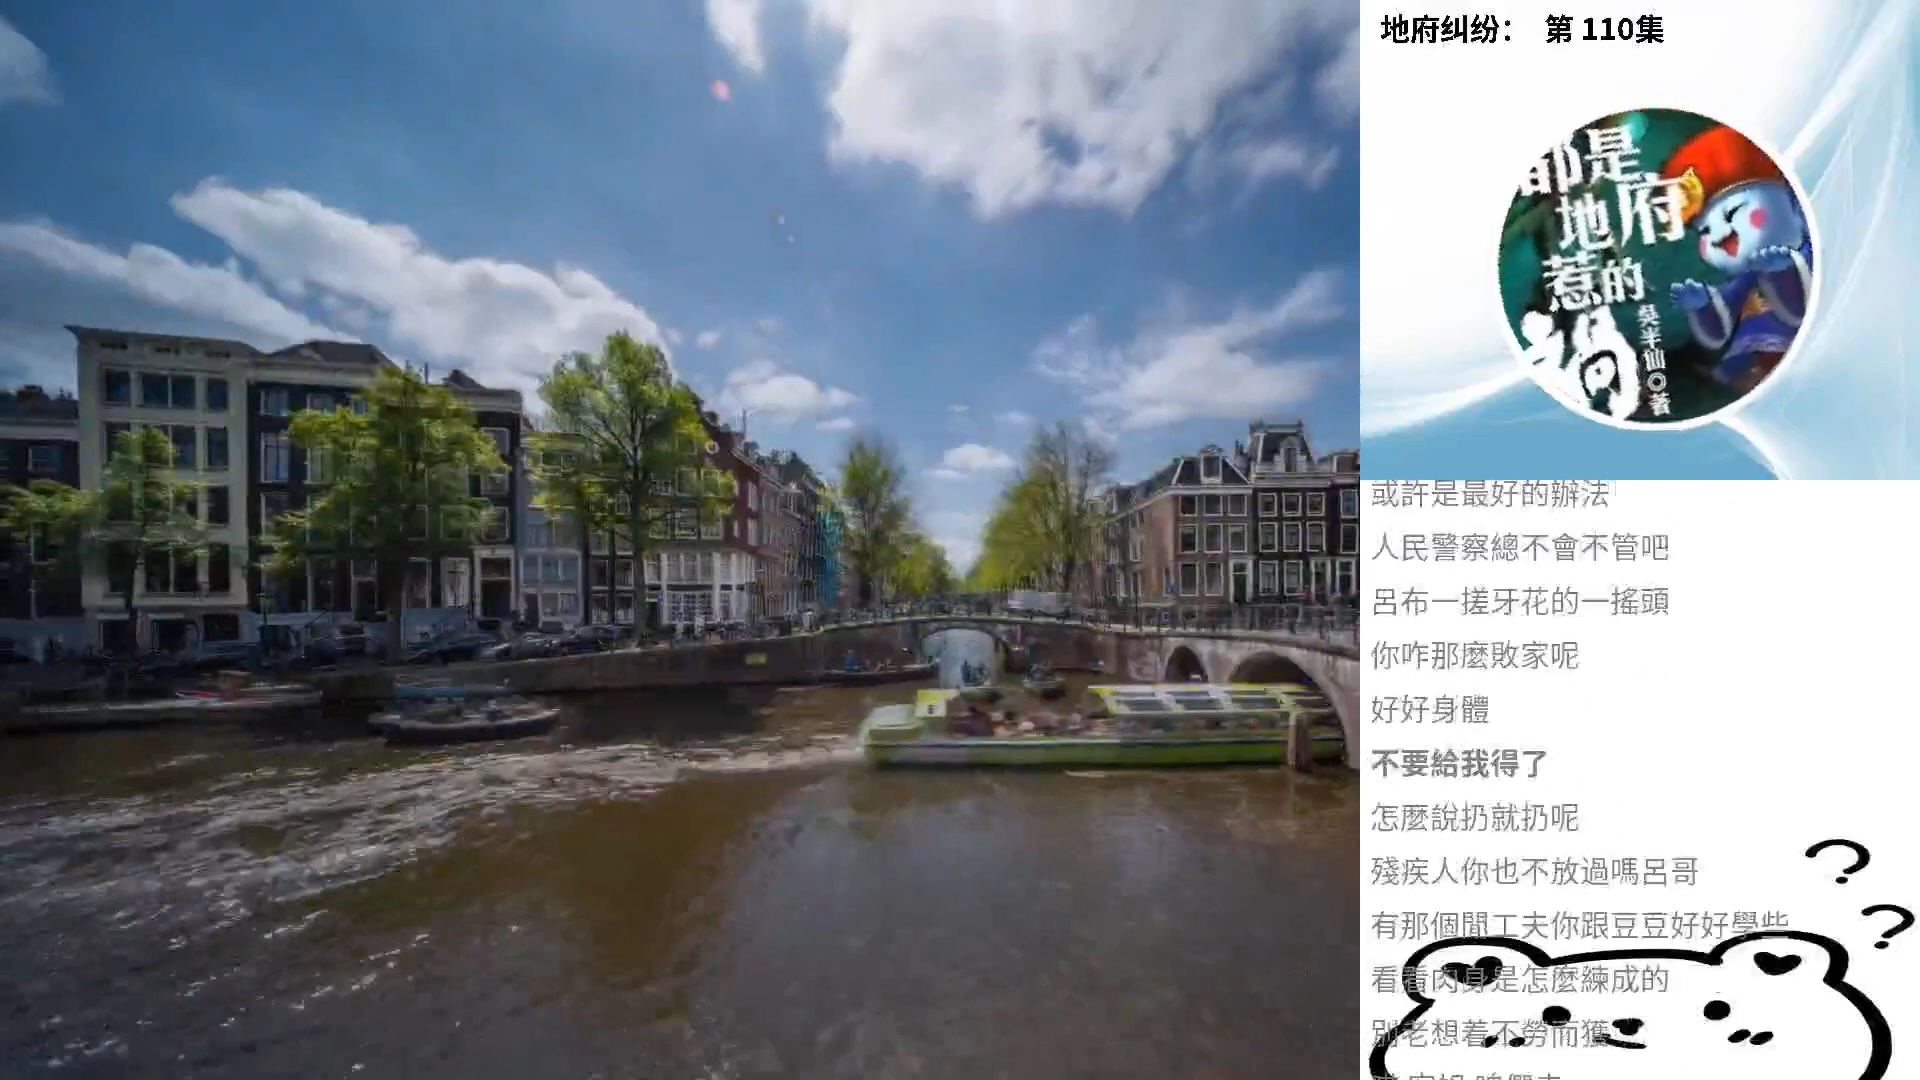 地府纠纷： 第 110集
都是
地府
惹的
禍
吳半仙◎著
或許是最好的辦法
人民警察總不會不管吧
呂布一搓牙花的一搖頭
你咋那麼敗家呢
好好身體
不要給我得了
怎麼說扔就扔呢
殘疾人你也不放過嗎呂哥
有那個閒工夫你跟豆豆好好學些
看看肉身是怎麼練成的
別老想着不勞而獲
? ?